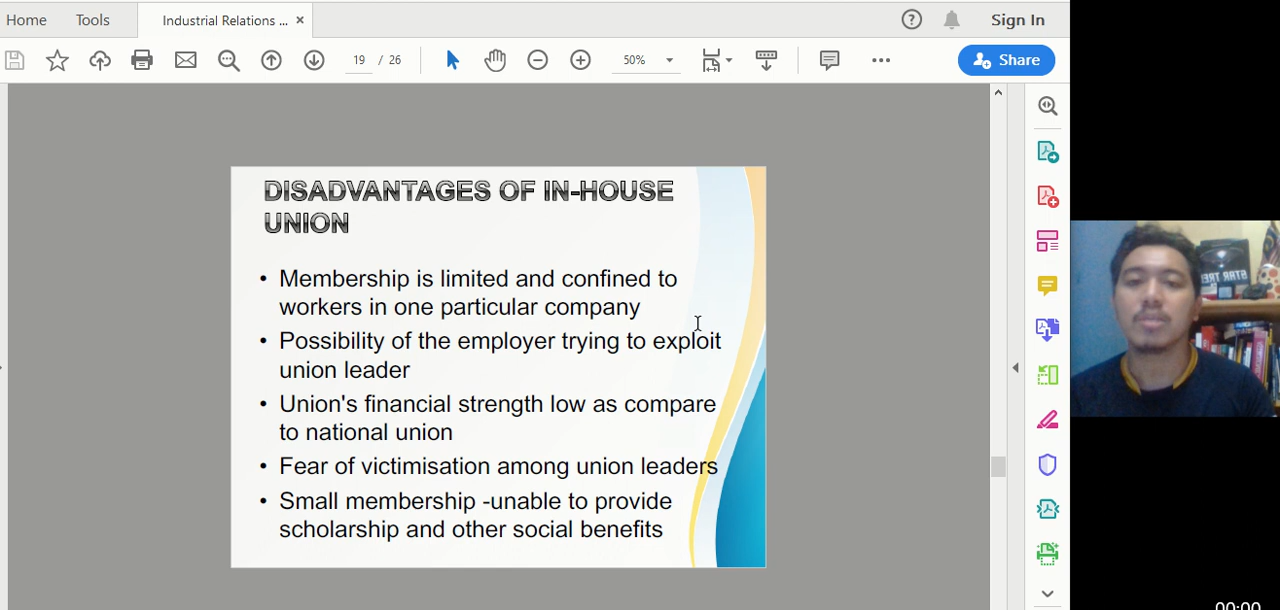 Home Tools Industrial Relations ... × Sign In
19 / 26 50% Share
DISADVANTAGES OF IN-HOUSE
UNION
• Membership is limited and confined to
workers in one particular company
• Possibility of the employer trying to exploit
union leader
• Union's financial strength low as compare
to national union
• Fear of victimisation among union leaders
• Small membership -unable to provide
scholarship and other social benefits
STAR TRE
00:00